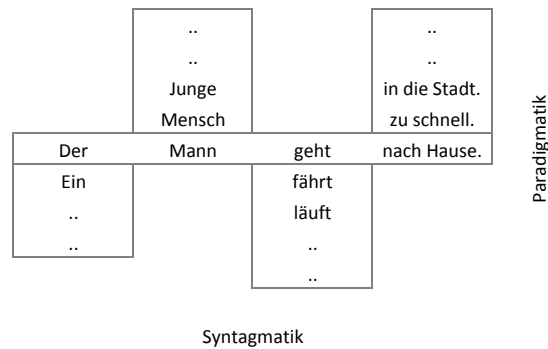 .. ..
.. ..
Junge in die Stadt.
Mensch zu schnell.
Der Mann geht nach Hause.
Ein fährt
.. läuft
.. ..
..
Paradigmatik
Syntagmatik